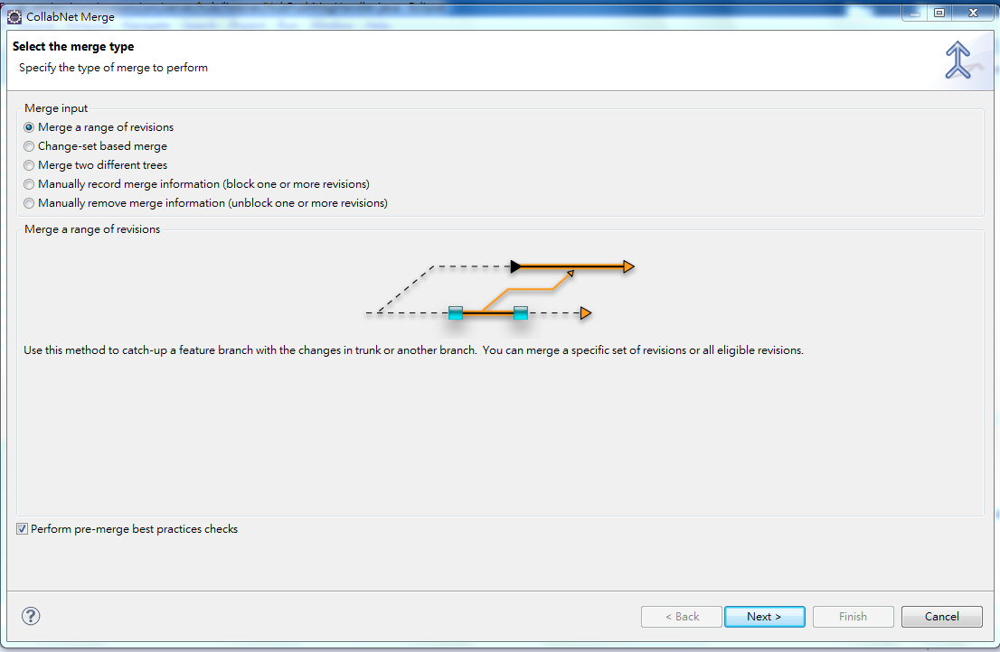 CollabNet Merge
Select the merge type
Specify the type of merge to perform
Merge input
Merge a range of revisions
Change-set based merge
Merge two different trees
Manually record merge information (block one or more revisions)
Manually remove merge information (unblock one or more revisions)
Merge a range of revisions
Use this method to catch-up a feature branch with the changes in trunk or another branch.  You can merge a specific set of revisions or all eligible revisions.
Perform pre-merge best practices checks
< Back Next > Finish Cancel